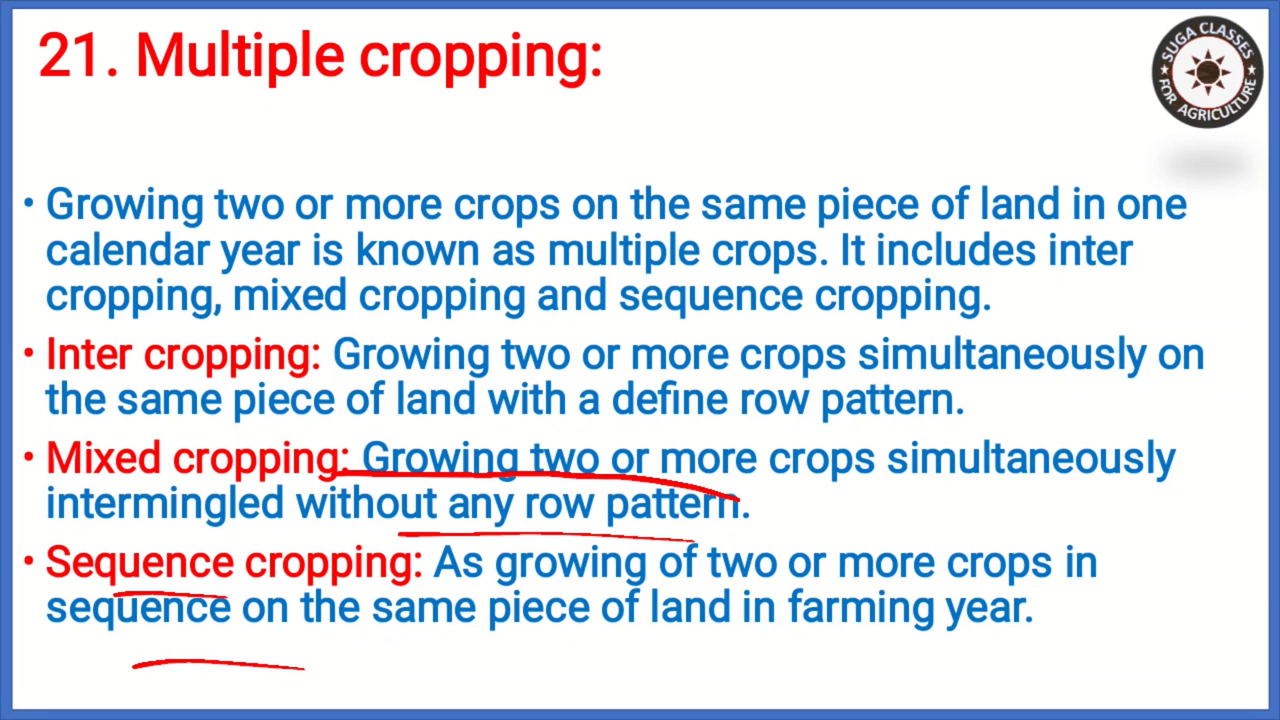 21. Multiple cropping:
SUGA CLASSES
FOR AGRICULTURE
• Growing two or more crops on the same piece of land in one
calendar year is known as multiple crops. It includes inter
cropping, mixed cropping and sequence cropping.
• Inter cropping: Growing two or more crops simultaneously on
the same piece of land with a define row pattern.
• Mixed cropping: Growing two or more crops simultaneously
intermingled without any row pattern.
• Sequence cropping: As growing of two or more crops in
sequence on the same piece of land in farming year.